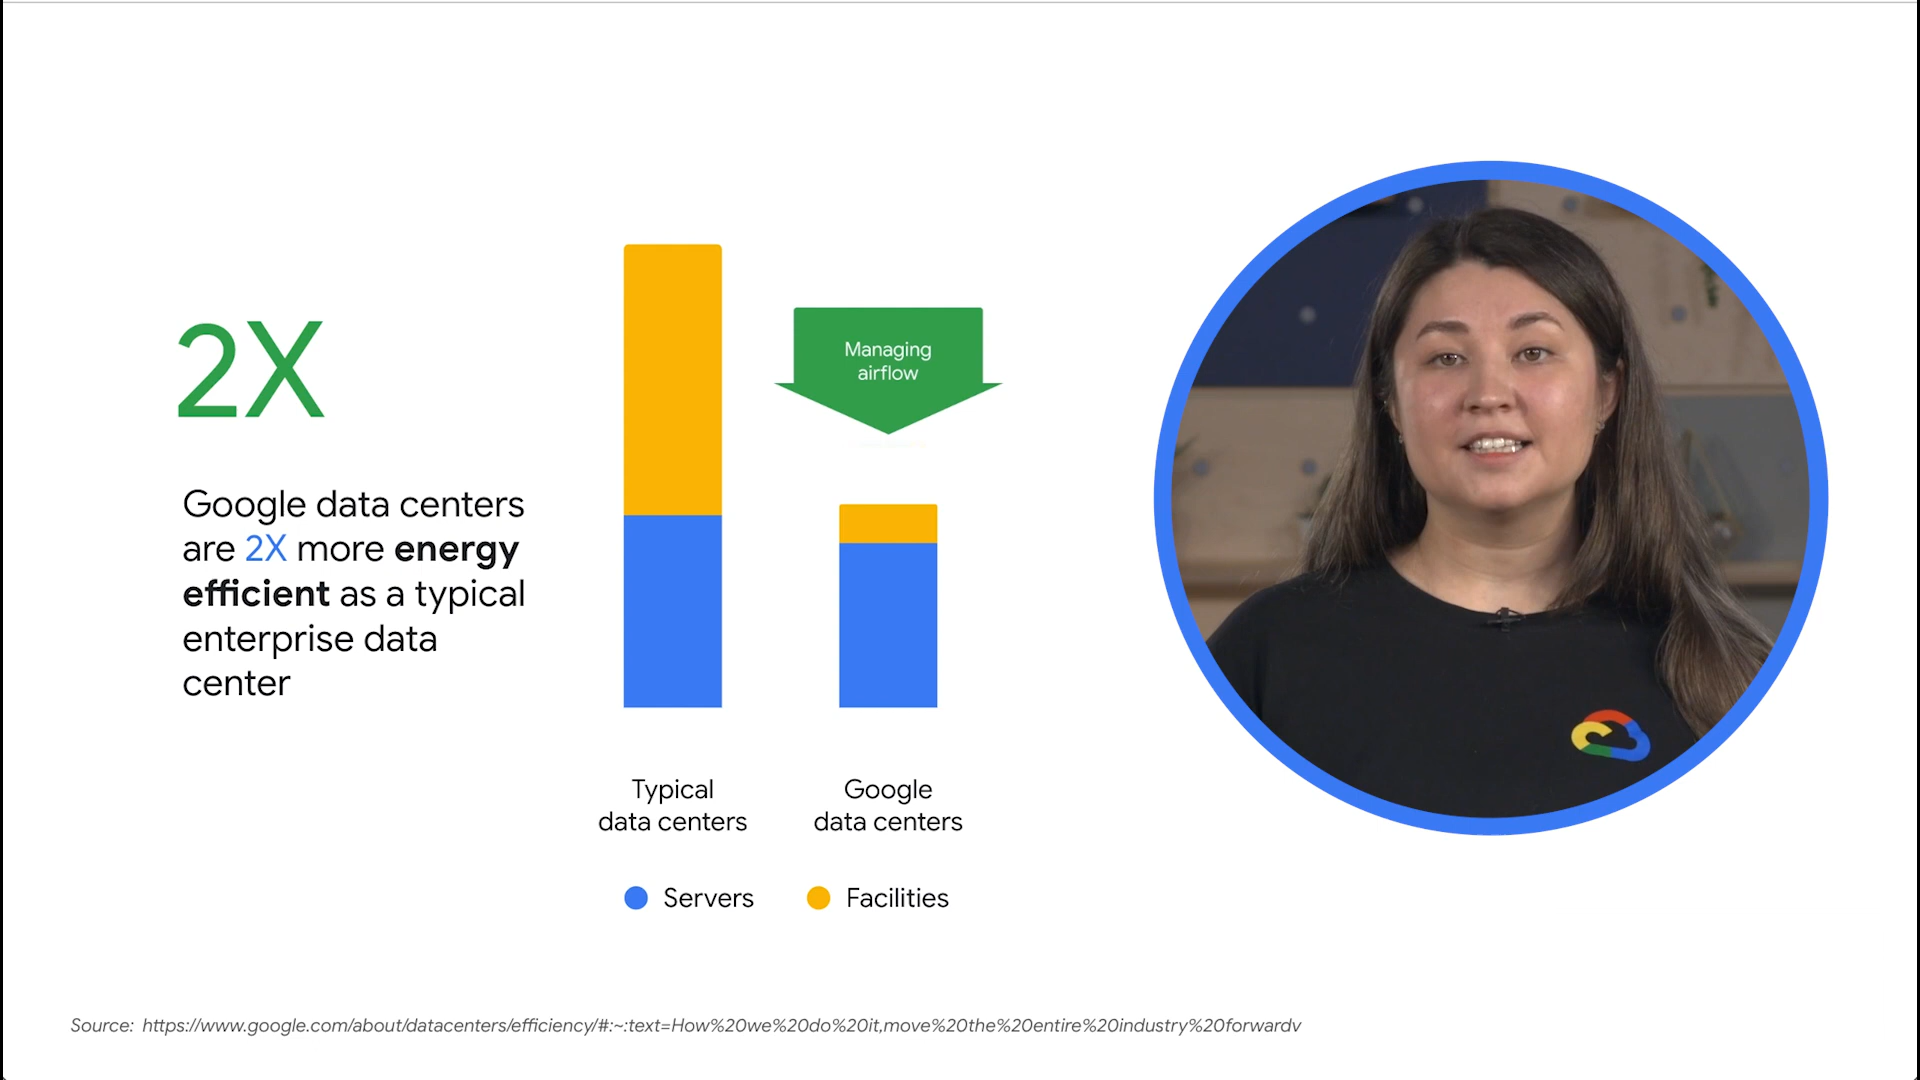 2X
Google data centers
are 2X more energy
efficient as a typical
enterprise data
center
Managing
airflow
Typical
data centers
Google
data centers
Servers
Facilities
Source: https://www.google.com/about/datacenters/efficiency/#:~:text=How%20we%20do%20it,move%20the%20entire%20industry%20forwardv